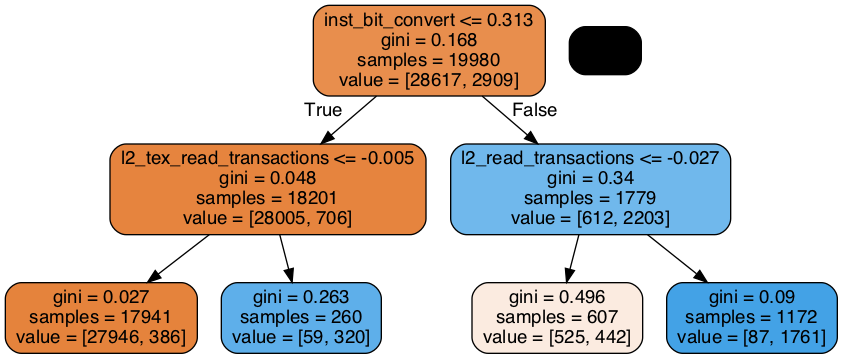 inst_bit_convert <= 0.313
gini = 0.168
samples = 19980
value = [28617, 2909]
True
False
l2_tex_read_transactions <= -0.005
gini = 0.048
samples = 18201
value = [28005, 706]
l2_read_transactions <= -0.027
gini = 0.34
samples = 1779
value = [612, 2203]
gini = 0.027
samples = 17941
value = [27946, 386]
gini = 0.263
samples = 260
value = [59, 320]
gini = 0.496
samples = 607
value = [525, 442]
gini = 0.09
samples = 1172
value = [87, 1761]